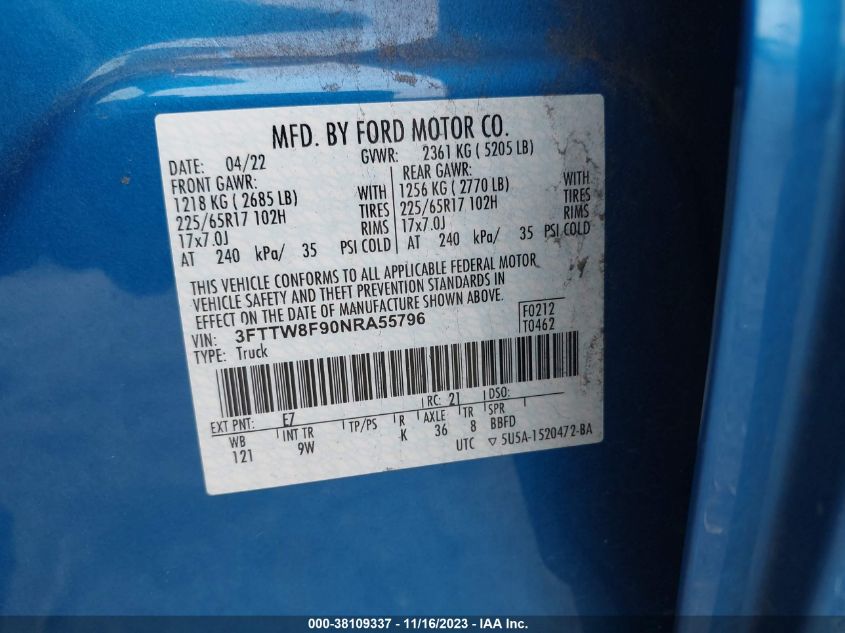 MFD. BY FORD MOTOR CO.
DATE: 04/22 GVWR: 2361 KG ( 5205 LB)
FRONT GAWR: REAR GAWR:
1218 KG ( 2685 LB) WITH 1256 KG ( 2770 LB) WITH
225/65R17 102H TIRES 225/65R17 102H TIRES
17x7.0J RIMS 17x7.0J RIMS
AT 240 kPa/ 35 PSI COLD AT 240 kPa/ 35 PSI COLD
THIS VEHICLE CONFORMS TO ALL APPLICABLE FEDERAL MOTOR
VEHICLE SAFETY AND THEFT PREVENTION STANDARDS IN
EFFECT ON THE DATE OF MANUFACTURE SHOWN ABOVE.
VIN: 3FTTW8F90NRA55796 F0212
TYPE: Truck T0462
EXT PNT: E7 RC: 21 DSO:
WB INT TR TP/PS R AXLE TR SPR
121 9W K 36 8 BBFD
UTC ▽ 5U5A-1520472-BA
000-38109337 - 11/16/2023 - IAA Inc.